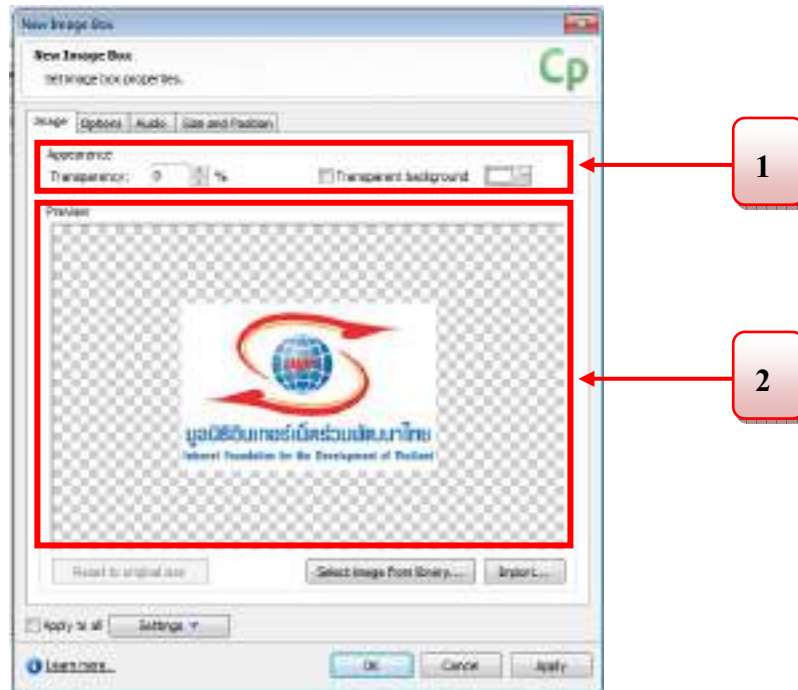 New Image Box
New Image Box
Set image box properties.
Cp
Image Options Audio Size and Position
Appearance
Transparency: 0 % Transparent background
1
Preview
มูลนิธิอินเทอร์เน็ตร่วมพัฒนาไทย
Internet Foundation for the Development of Thailand
2
Reset to original size Select image from library... Import...
Apply to all Settings
Learn more... OK Cancel Apply